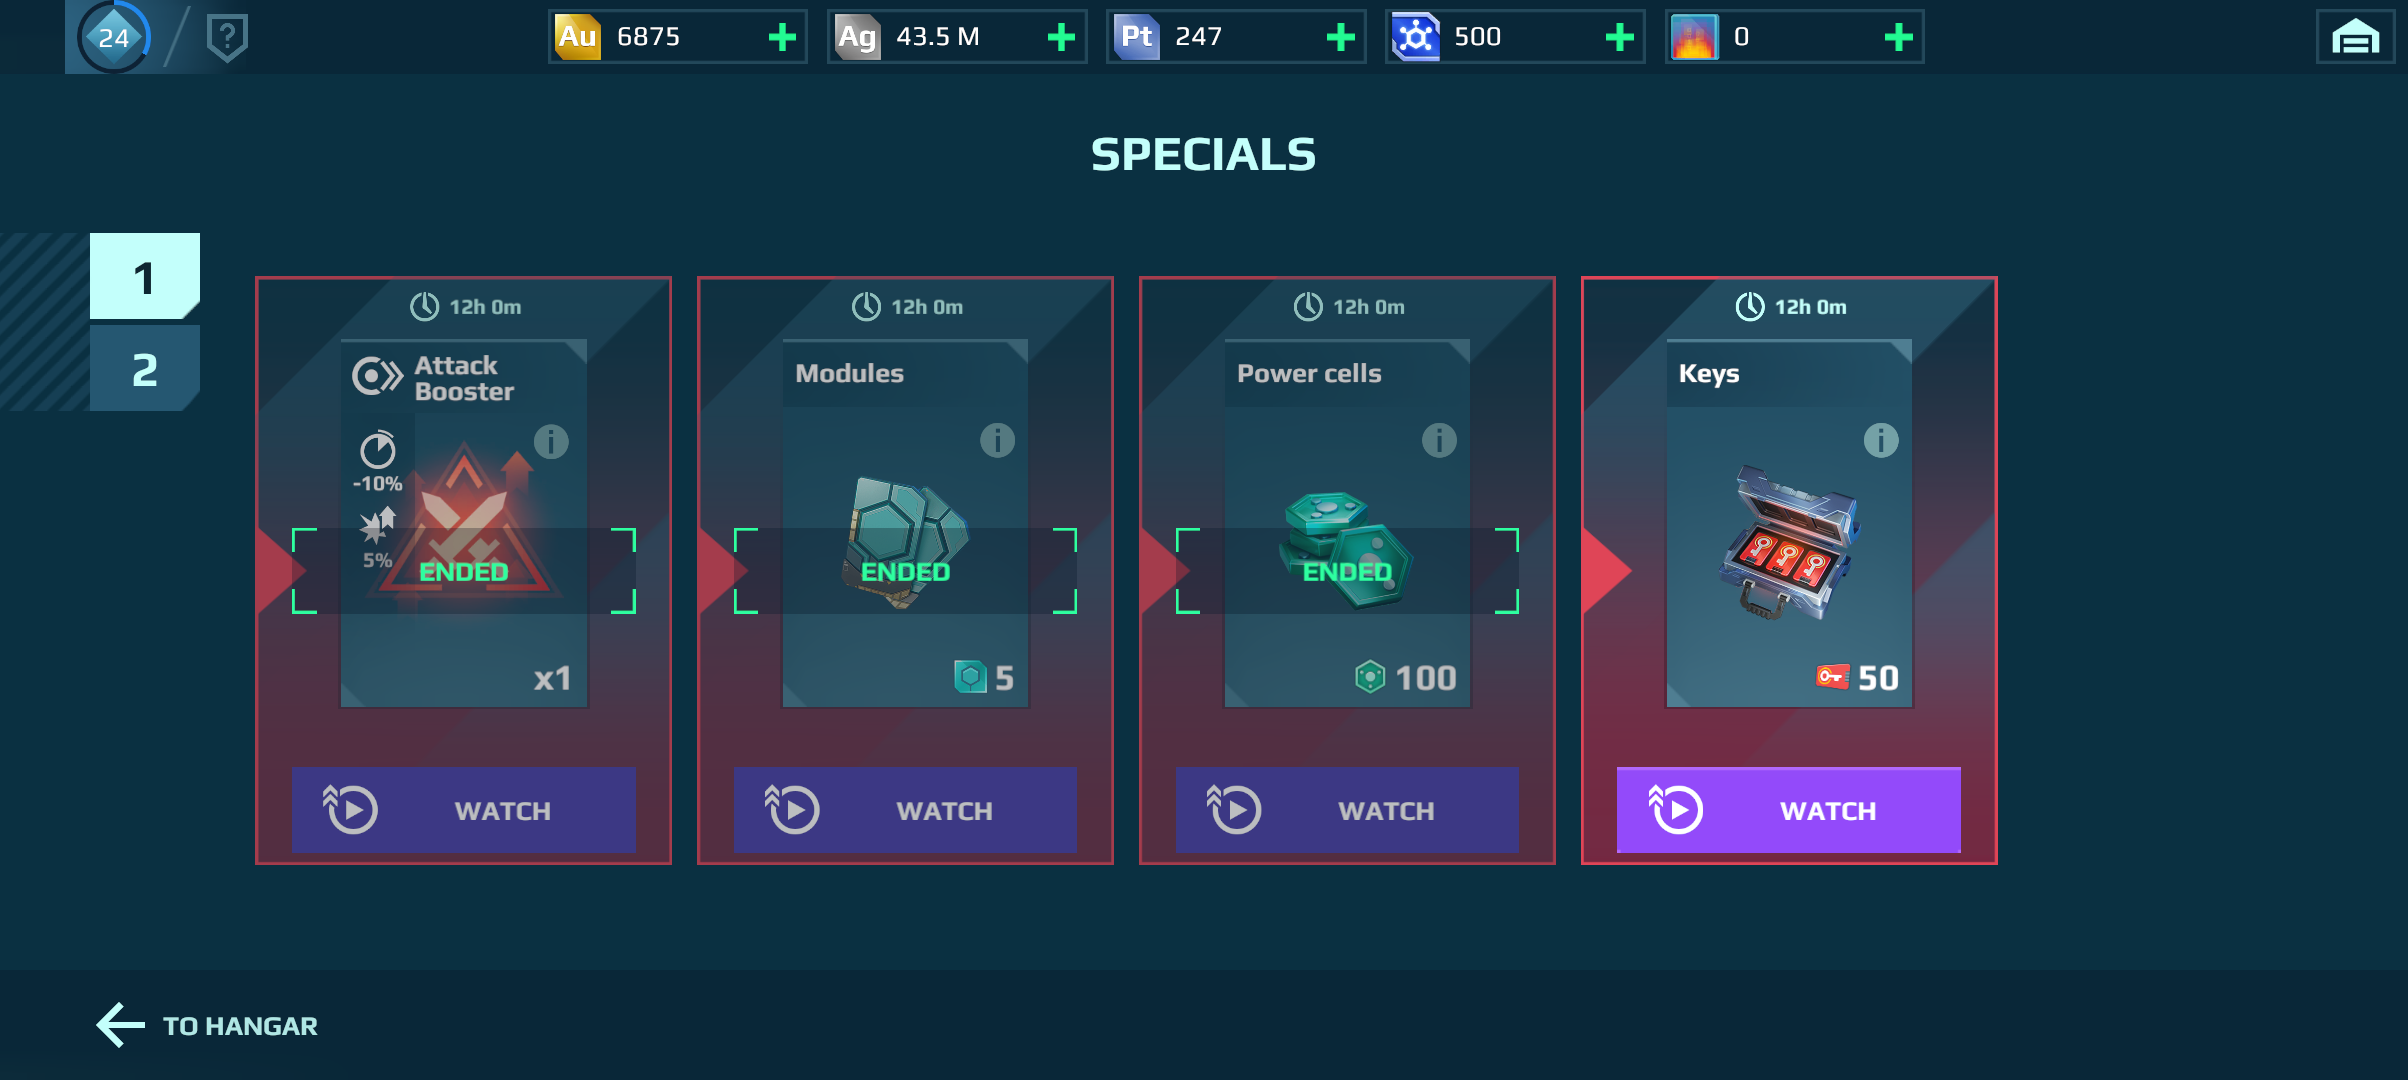 24
?
Au 6875
Ag 43.5 M
Pt 247
500
0
SPECIALS
1
2
12h 0m
Attack
Booster
-10%
5%
ENDED
x1
WATCH
12h 0m
Modules
ENDED
5
WATCH
12h 0m
Power cells
ENDED
100
WATCH
12h 0m
Keys
50
WATCH
TO HANGAR